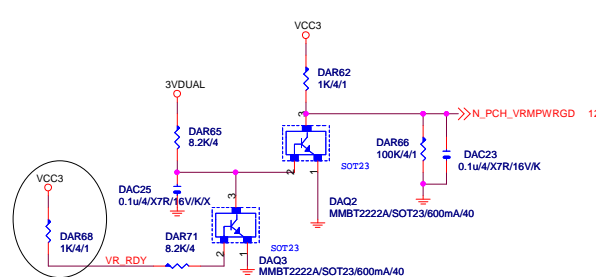 VCC3
DAR62
1K/4/1
3VDUAL
3
N_PCH_VRMPWRGD 12
DAR65
8.2K/4
DAR66
100K/4/1
DAC23
0.1u/4/X7R/16V/K
SOT23
2
1
VCC3
DAC25
0.1u/4/X7R/16V/K/X
3
DAQ2
MMBT2222A/SOT23/600mA/40
DAR68
1K/4/1
VR_RDY
DAR71
8.2K/4
2
1
SOT23
DAQ3
MMBT2222A/SOT23/600mA/40